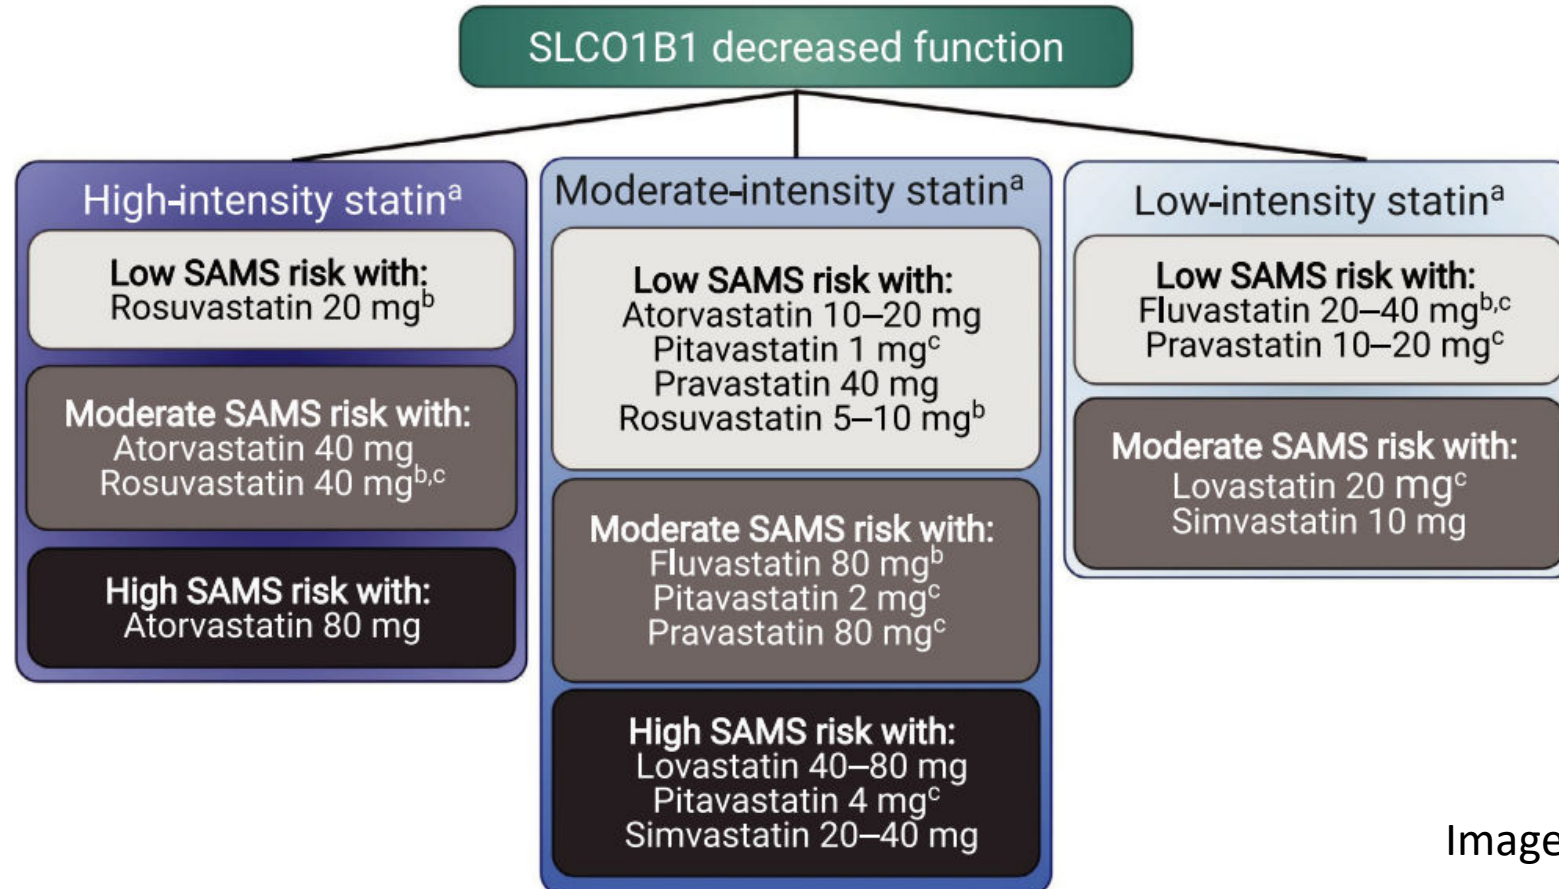 SLCO1B1 decreased function
High-intensity statinᵃ
Low SAMS risk with:
Rosuvastatin 20 mgᵇ
Moderate SAMS risk with:
Atorvastatin 40 mg
Rosuvastatin 40 mgᵇ,ᶜ
High SAMS risk with:
Atorvastatin 80 mg
Moderate-intensity statinᵃ
Low SAMS risk with:
Atorvastatin 10–20 mg
Pitavastatin 1 mgᶜ
Pravastatin 40 mg
Rosuvastatin 5–10 mgᵇ
Moderate SAMS risk with:
Fluvastatin 80 mgᵇ
Pitavastatin 2 mgᶜ
Pravastatin 80 mgᶜ
High SAMS risk with:
Lovastatin 40–80 mg
Pitavastatin 4 mgᶜ
Simvastatin 20–40 mg
Low-intensity statinᵃ
Low SAMS risk with:
Fluvastatin 20–40 mgᵇ,ᶜ
Pravastatin 10–20 mgᶜ
Moderate SAMS risk with:
Lovastatin 20 mgᶜ
Simvastatin 10 mg
Image